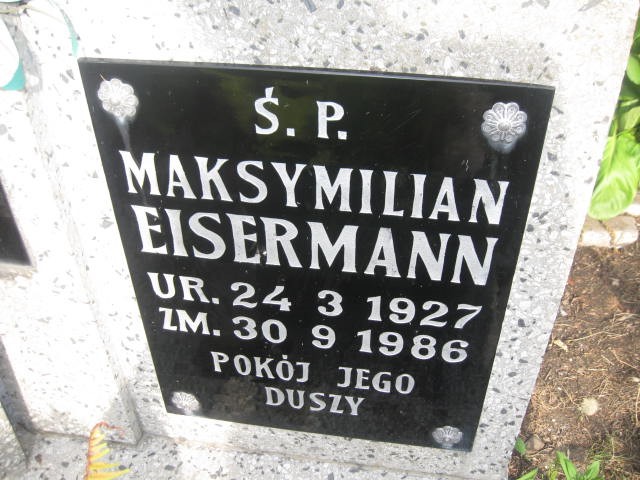 Ś. P.
MAKSYMILIAN
EISERMANN
UR. 24 3 1927
ZM. 30 9 1986
POKÓJ JEGO
DUSZY